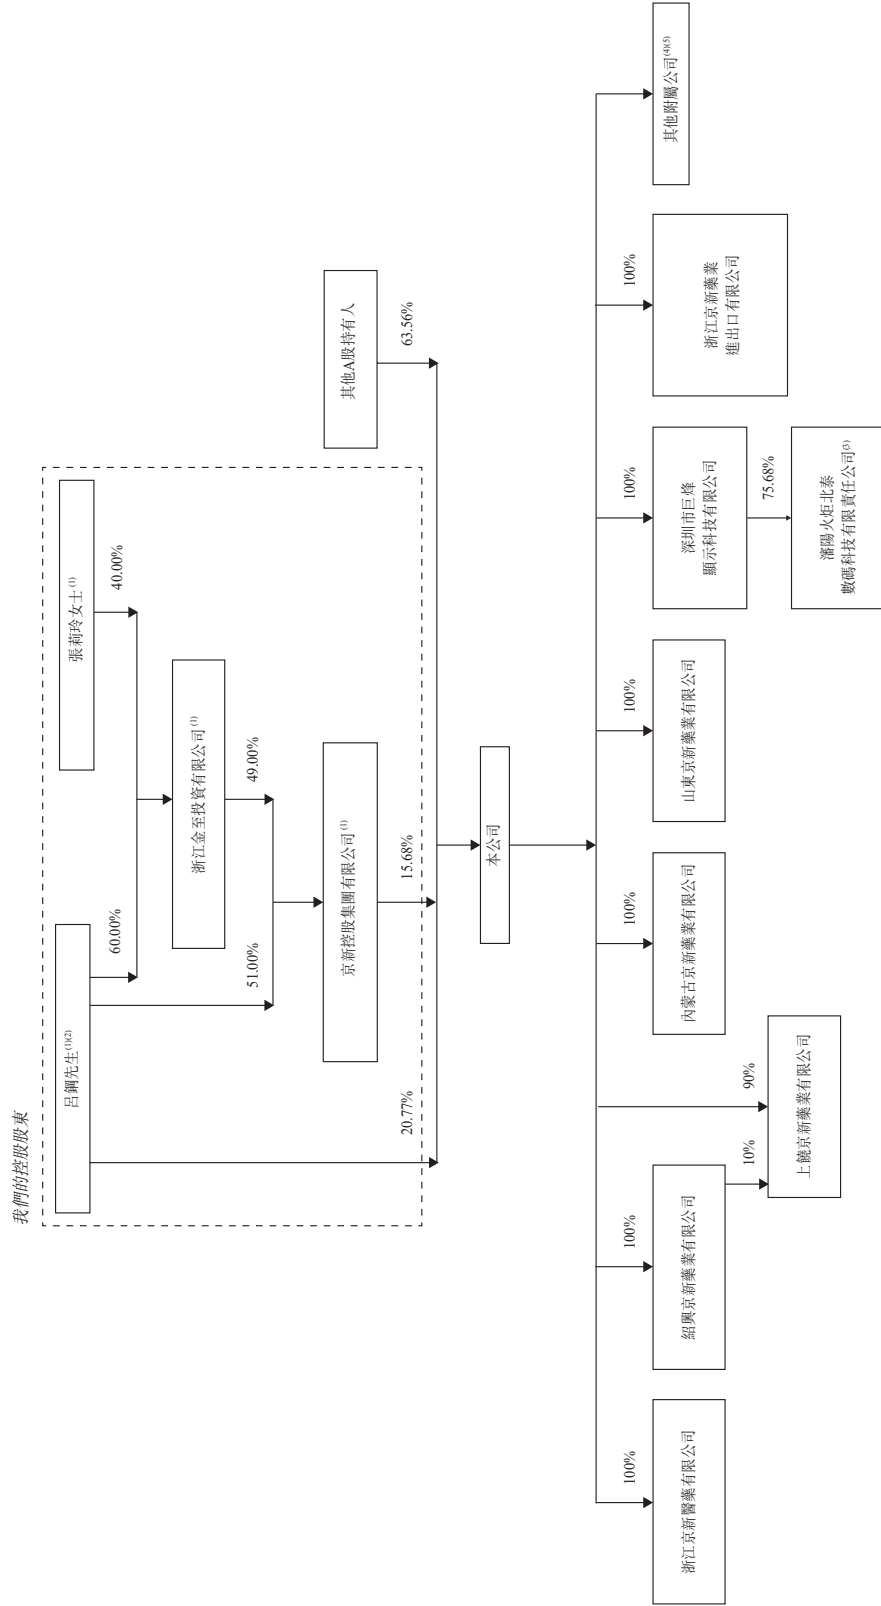 我們的控股股東
呂鋼先生(1)(2)
張莉玲女士(1)
60.00%
40.00%
浙江金至投資有限公司(1)
51.00%
49.00%
京新控股集團有限公司(1)
其他A股持有人
20.77%
15.68%
63.56%
本公司
100%
100%
100%
100%
100%
100%
浙江京新醫藥有限公司
紹興京新藥業有限公司
內蒙古京新藥業有限公司
山東京新藥業有限公司
深圳市巨烽
顯示科技有限公司
浙江京新藥業
進出口有限公司
其他附屬公司(4)(5)
10%
90%
75.68%
上饒京新藥業有限公司
瀋陽火炬北泰
數碼科技有限責任公司(3)